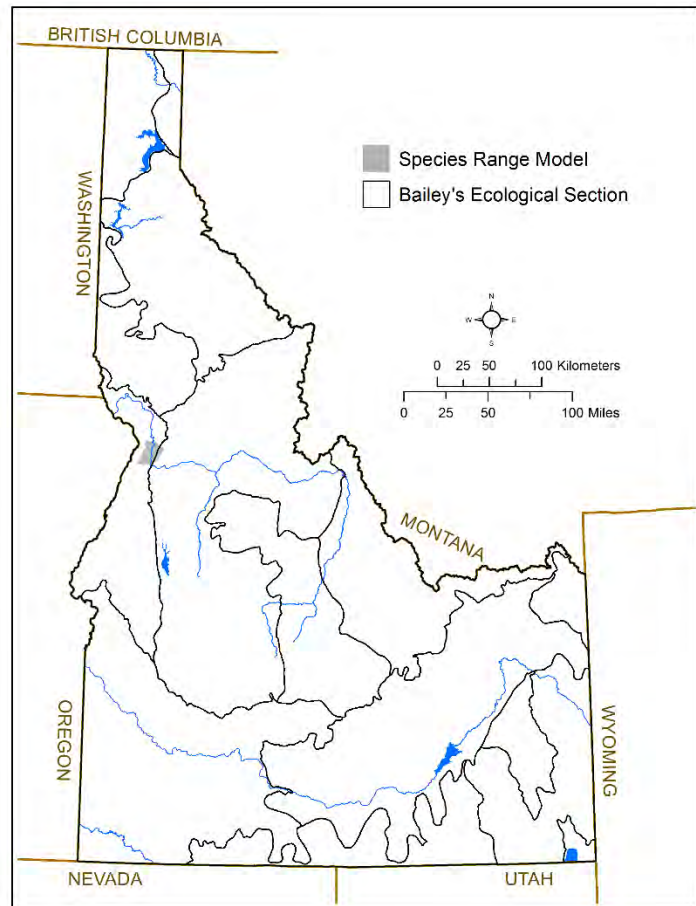 BRITISH COLUMBIA
WASHINGTON
Species Range Model
Bailey's Ecological Section
N
W E
S
0 25 50 100 Kilometers
0 25 50 100 Miles
MONTANA
OREGON
WYOMING
NEVADA
UTAH